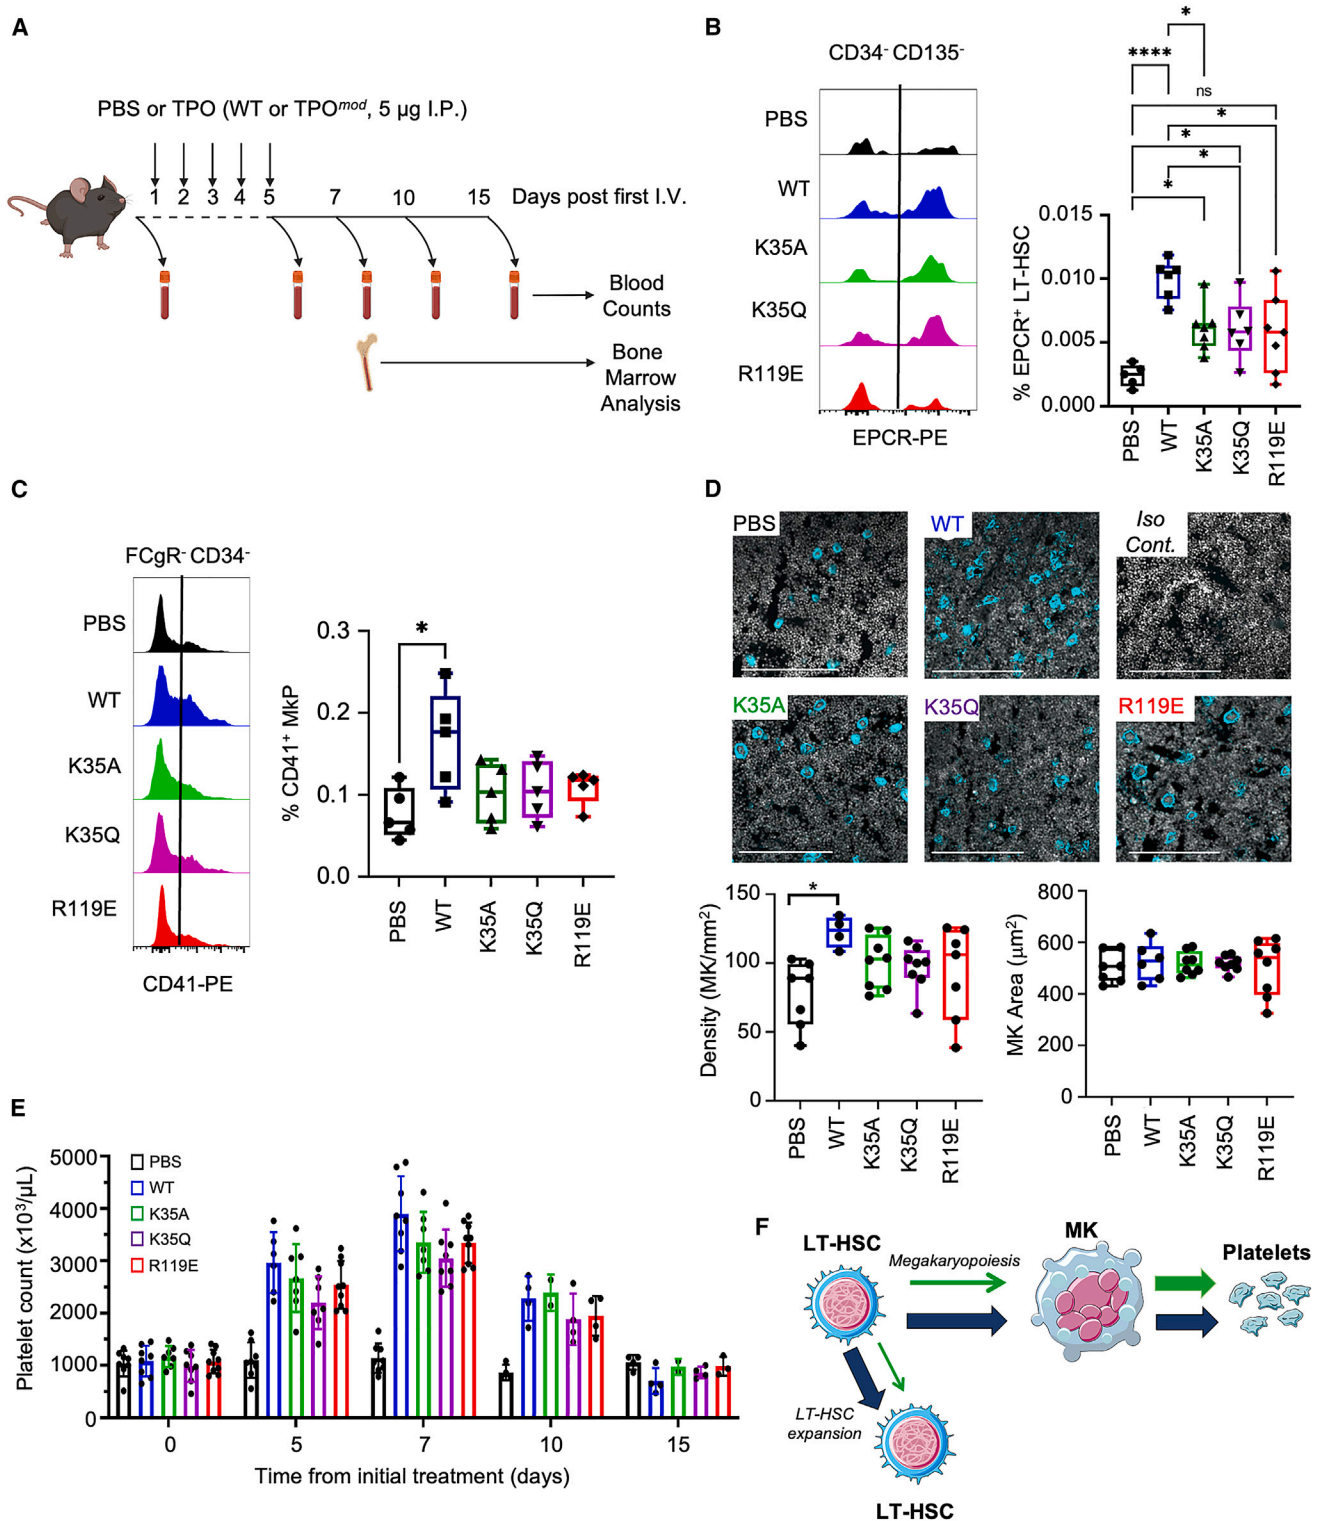 A
PBS or TPO (WT or TPOmod, 5 µg I.P.)
1 2 3 4 5 7 10 15 Days post first I.V.
Blood
Counts
Bone
Marrow
Analysis
B
CD34- CD135-
PBS
WT
K35A
K35Q
R119E
EPCR-PE
*
****
ns
*
*
*
*
% EPCR+ LT-HSC
0.015
0.010
0.005
0.000
PBS
WT
K35A
K35Q
R119E
C
FCgR- CD34-
PBS
WT
K35A
K35Q
R119E
CD41-PE
*
% CD41+ MkP
0.3
0.2
0.1
0.0
PBS
WT
K35A
K35Q
R119E
D
PBS
WT
Iso
Cont.
K35A
K35Q
R119E
*
Density (MK/mm2)
150
100
50
0
PBS
WT
K35A
K35Q
R119E
MK Area (µm2)
800
600
400
200
0
PBS
WT
K35A
K35Q
R119E
E
Platelet count (x103/µL)
5000
4000
3000
2000
1000
0
PBS
WT
K35A
K35Q
R119E
0 5 7 10 15
Time from initial treatment (days)
F
LT-HSC
Megakaryopoiesis
MK
Platelets
LT-HSC
expansion
LT-HSC